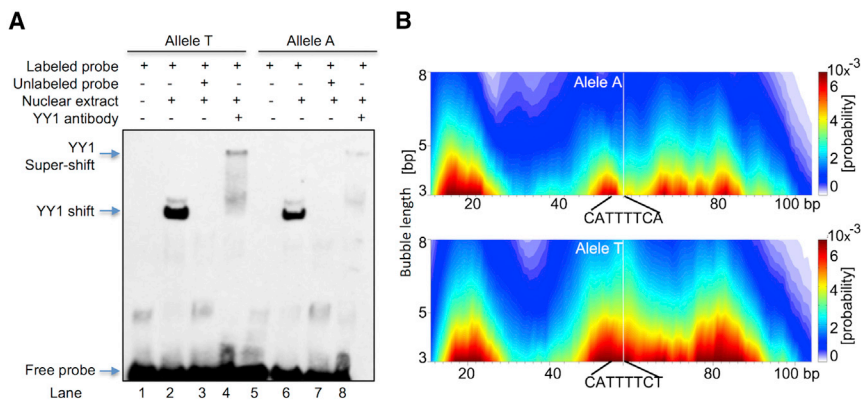 A
Allele T Allele A
Labeled probe + + + + + + + +
Unlabeled probe - - + - - - + -
Nuclear extract - + + + - + + +
YY1 antibody - - - + - - - +
YY1
Super-shift
YY1 shift
Free probe
Lane 1 2 3 4 5 6 7 8
B
Bubble length [bp]
8
5
3
Alele A
20 40 60 80 100 bp
CATTTTCA
10x-3
6
4
2
0
[probability]
8
5
3
Alele T
20 40 60 80 100 bp
CATTTTCT
10x-3
6
4
2
0
[probability]